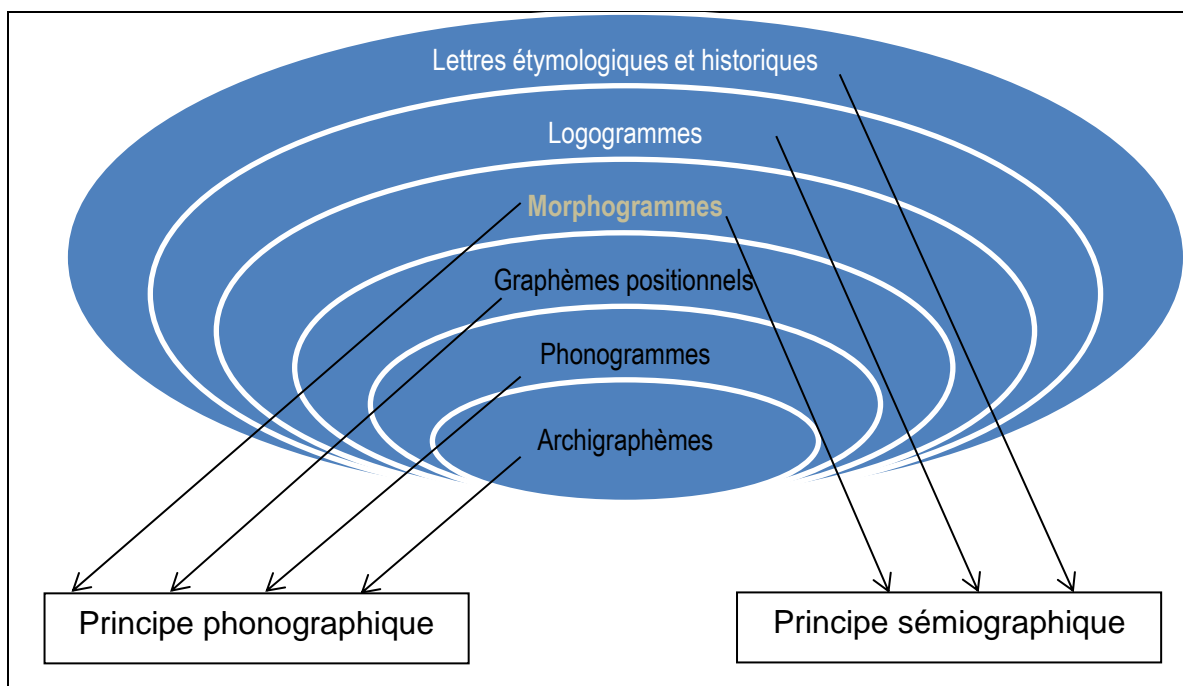 Lettres étymologiques et historiques
Logogrammes
Morphogrammes
Graphèmes positionnels
Phonogrammes
Archigraphèmes
Principe phonographique
Principe sémiographique